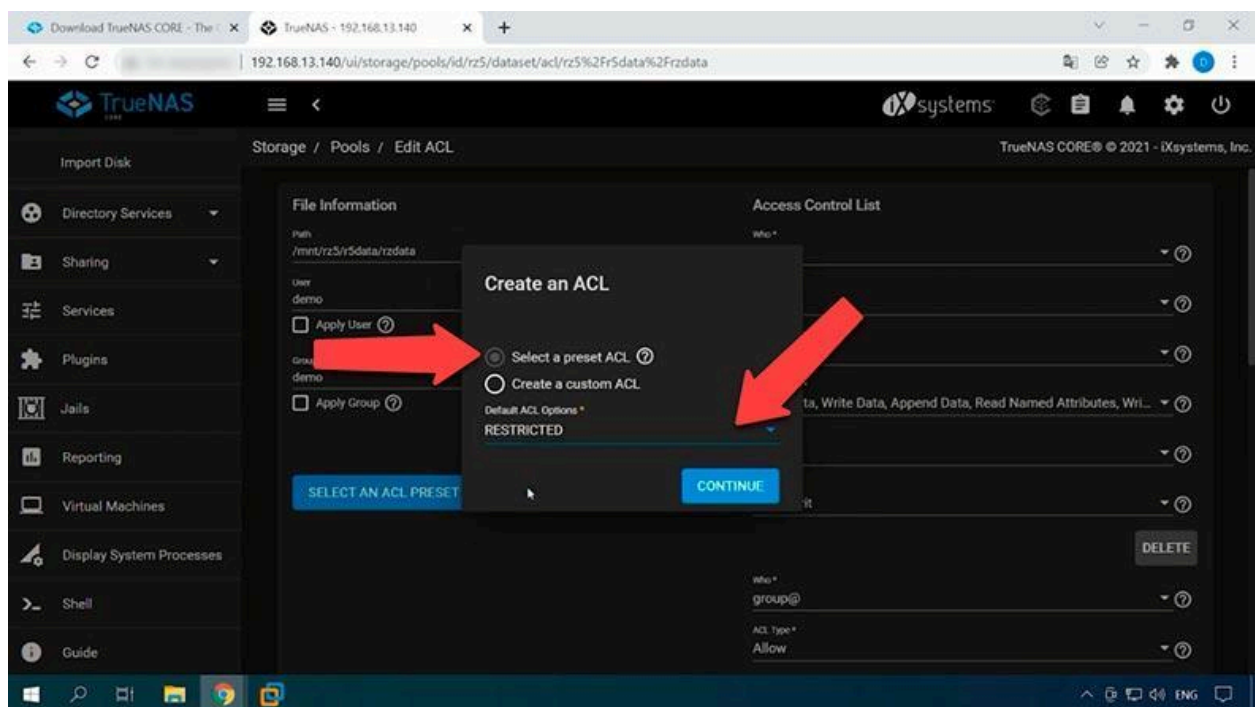 Download TrueNAS CORE - The
TrueNAS - 192.168.13.140
192.168.13.140/ui/storage/pools/id/rz5/dataset/acl/rz5%2Fr5data%2Frzdata
TrueNAS
CORE
iXsystems
Storage / Pools / Edit ACL
TrueNAS CORE® © 2021 - iXsystems, Inc.
Import Disk
Directory Services
Sharing
Services
Plugins
Jails
Reporting
Virtual Machines
Display System Processes
Shell
Guide
File Information
Path
/mnt/rz5/r5data/rzdata
User
demo
Apply User
demo
Apply Group
SELECT AN ACL PRESET
Create an ACL
Select a preset ACL
Create a custom ACL
Default ACL Options *
RESTRICTED
CONTINUE
Access Control List
Who *
Write Data, Append Data, Read Named Attributes, Wri...
DELETE
Who *
group@
ACL Type *
Allow
ENG